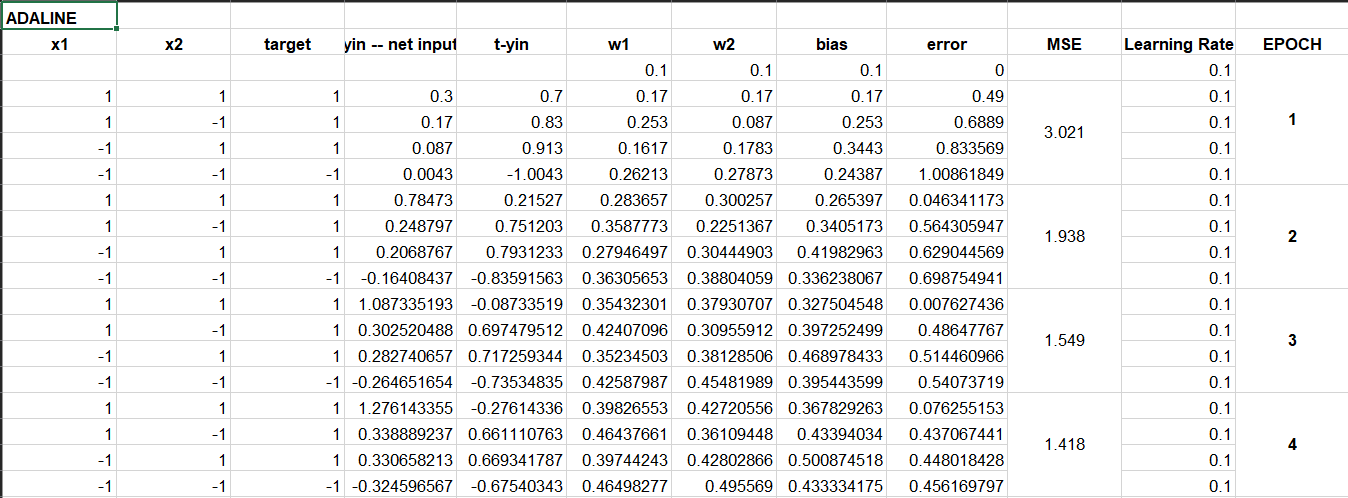 ADALINE
x1 x2 target yin -- net input t-yin w1 w2 bias error MSE Learning Rate EPOCH
0.1 0.1 0.1 0 0.1
1 1 1 0.3 0.7 0.17 0.17 0.17 0.49 0.1
1 -1 1 0.17 0.83 0.253 0.087 0.253 0.6889 0.1 1
3.021
-1 1 1 0.087 0.913 0.1617 0.1783 0.3443 0.833569 0.1
-1 -1 -1 0.0043 -1.0043 0.26213 0.27873 0.24387 1.00861849 0.1
1 1 1 0.78473 0.21527 0.283657 0.300257 0.265397 0.046341173 0.1
1 -1 1 0.248797 0.751203 0.3587773 0.2251367 0.3405173 0.564305947 0.1
1.938 2
-1 1 1 0.2068767 0.7931233 0.27946497 0.30444903 0.41982963 0.629044569 0.1
-1 -1 -1 -0.16408437 -0.83591563 0.36305653 0.38804059 0.336238067 0.698754941 0.1
1 1 1 1.087335193 -0.08733519 0.35432301 0.37930707 0.327504548 0.007627436 0.1
1 -1 1 0.302520488 0.697479512 0.42407096 0.30955912 0.397252499 0.48647767 0.1
1.549 3
-1 1 1 0.282740657 0.717259344 0.35234503 0.38128506 0.468978433 0.514460966 0.1
-1 -1 -1 -0.264651654 -0.73534835 0.42587987 0.45481989 0.395443599 0.54073719 0.1
1 1 1 1.276143355 -0.27614336 0.39826553 0.42720556 0.367829263 0.076255153 0.1
1 -1 1 0.338889237 0.661110763 0.46437661 0.36109448 0.43394034 0.437067441 0.1
1.418 4
-1 1 1 0.330658213 0.669341787 0.39744243 0.42802866 0.500874518 0.448018428 0.1
-1 -1 -1 -0.324596567 -0.67540343 0.46498277 0.495569 0.433334175 0.456169797 0.1